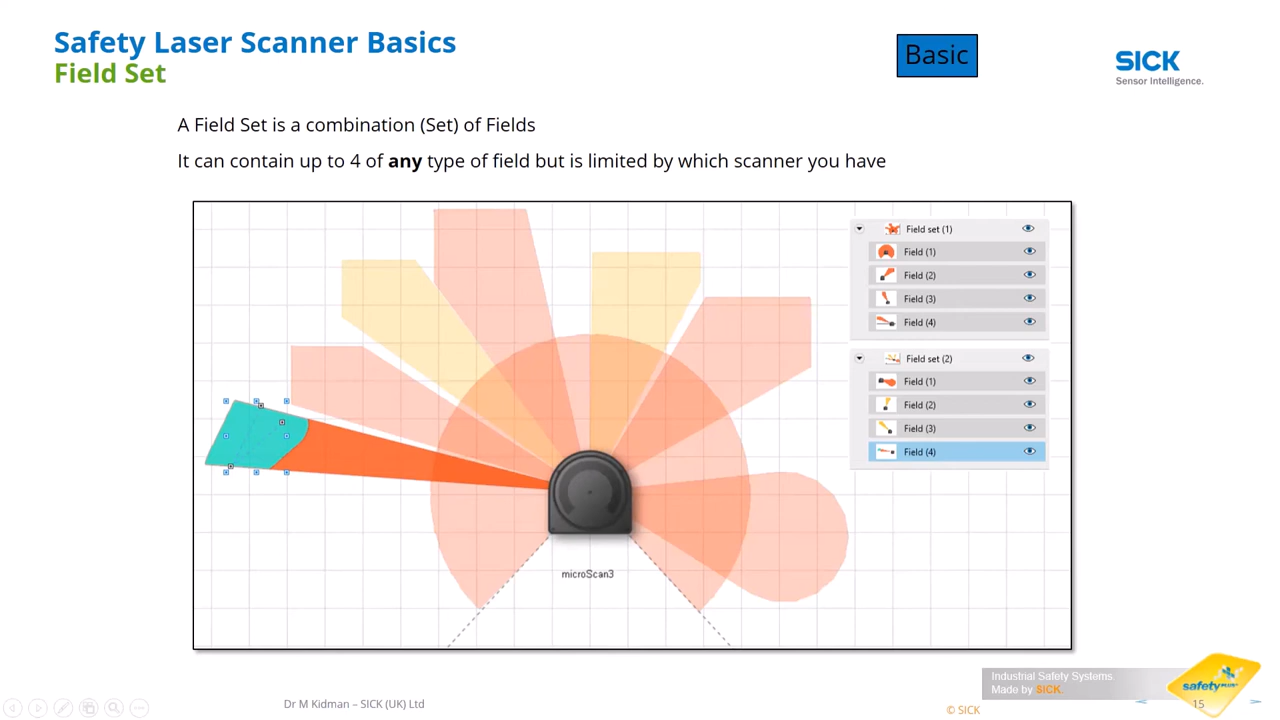 Safety Laser Scanner Basics
Field Set
Basic
SICK
Sensor Intelligence.
A Field Set is a combination (Set) of Fields
It can contain up to 4 of any type of field but is limited by which scanner you have
Field set (1)
Field (1)
Field (2)
Field (3)
Field (4)
Field set (2)
Field (1)
Field (2)
Field (3)
Field (4)
microScan3
Industrial Safety Systems
Made by SICK.
safetyPLUS
Dr M Kidman – SICK (UK) Ltd
© SICK
15